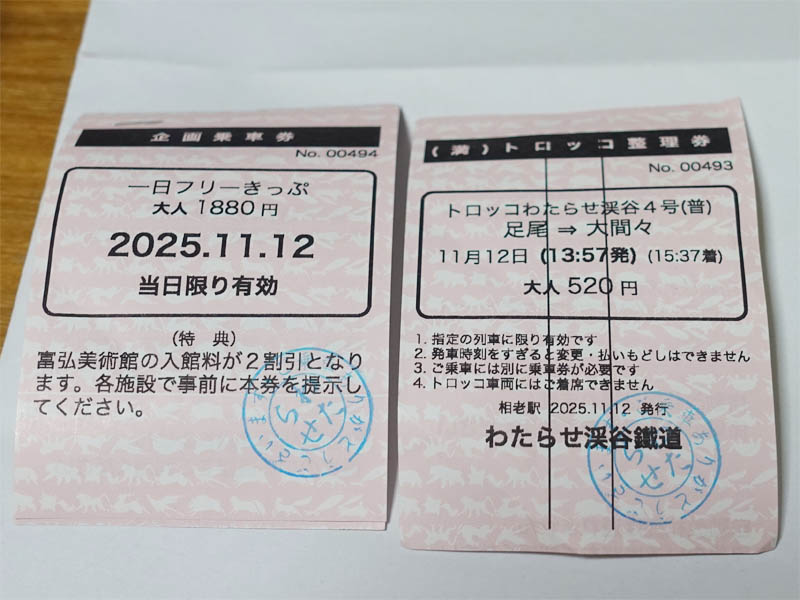 企画乗車券
No. 00494
一日フリーきっぷ
大人 1880 円
2025.11.12
当日限り有効
(特 典)
富弘美術館の入館料が2割引となり
ます。各施設で事前に本券を提示し
てください。
(満)トロッコ整理券
No. 00493
トロッコわたらせ渓谷4号(普)
足尾 ⇒ 大間々
11月12日 (13:57発) (15:37着)
大人 520 円
1. 指定の列車に限り有効です
2. 発車時刻をすぎると変更・払いもどしはできません
3. ご乗車には別に乗車券が必要です
4. トロッコ車両にはご着席できません
相老駅 2025.11.12 発行
わたらせ渓谷鐵道